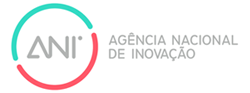 ANI
AGÊNCIA NACIONAL
DE INOVAÇÃO